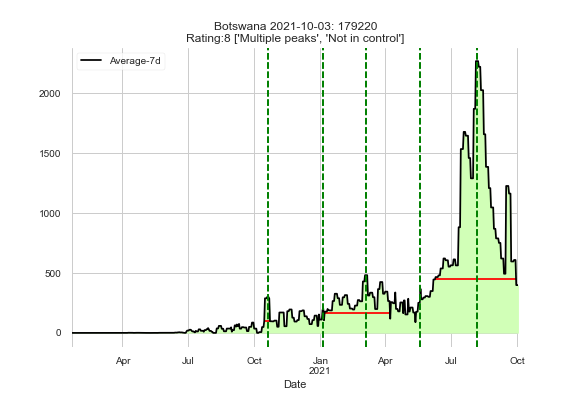 Botswana 2021-10-03: 179220
Rating:8 ['Multiple peaks', 'Not in control']
Average-7d
2000
1500
1000
500
0
Apr
Jul
Oct
Jan
2021
Apr
Jul
Oct
Date